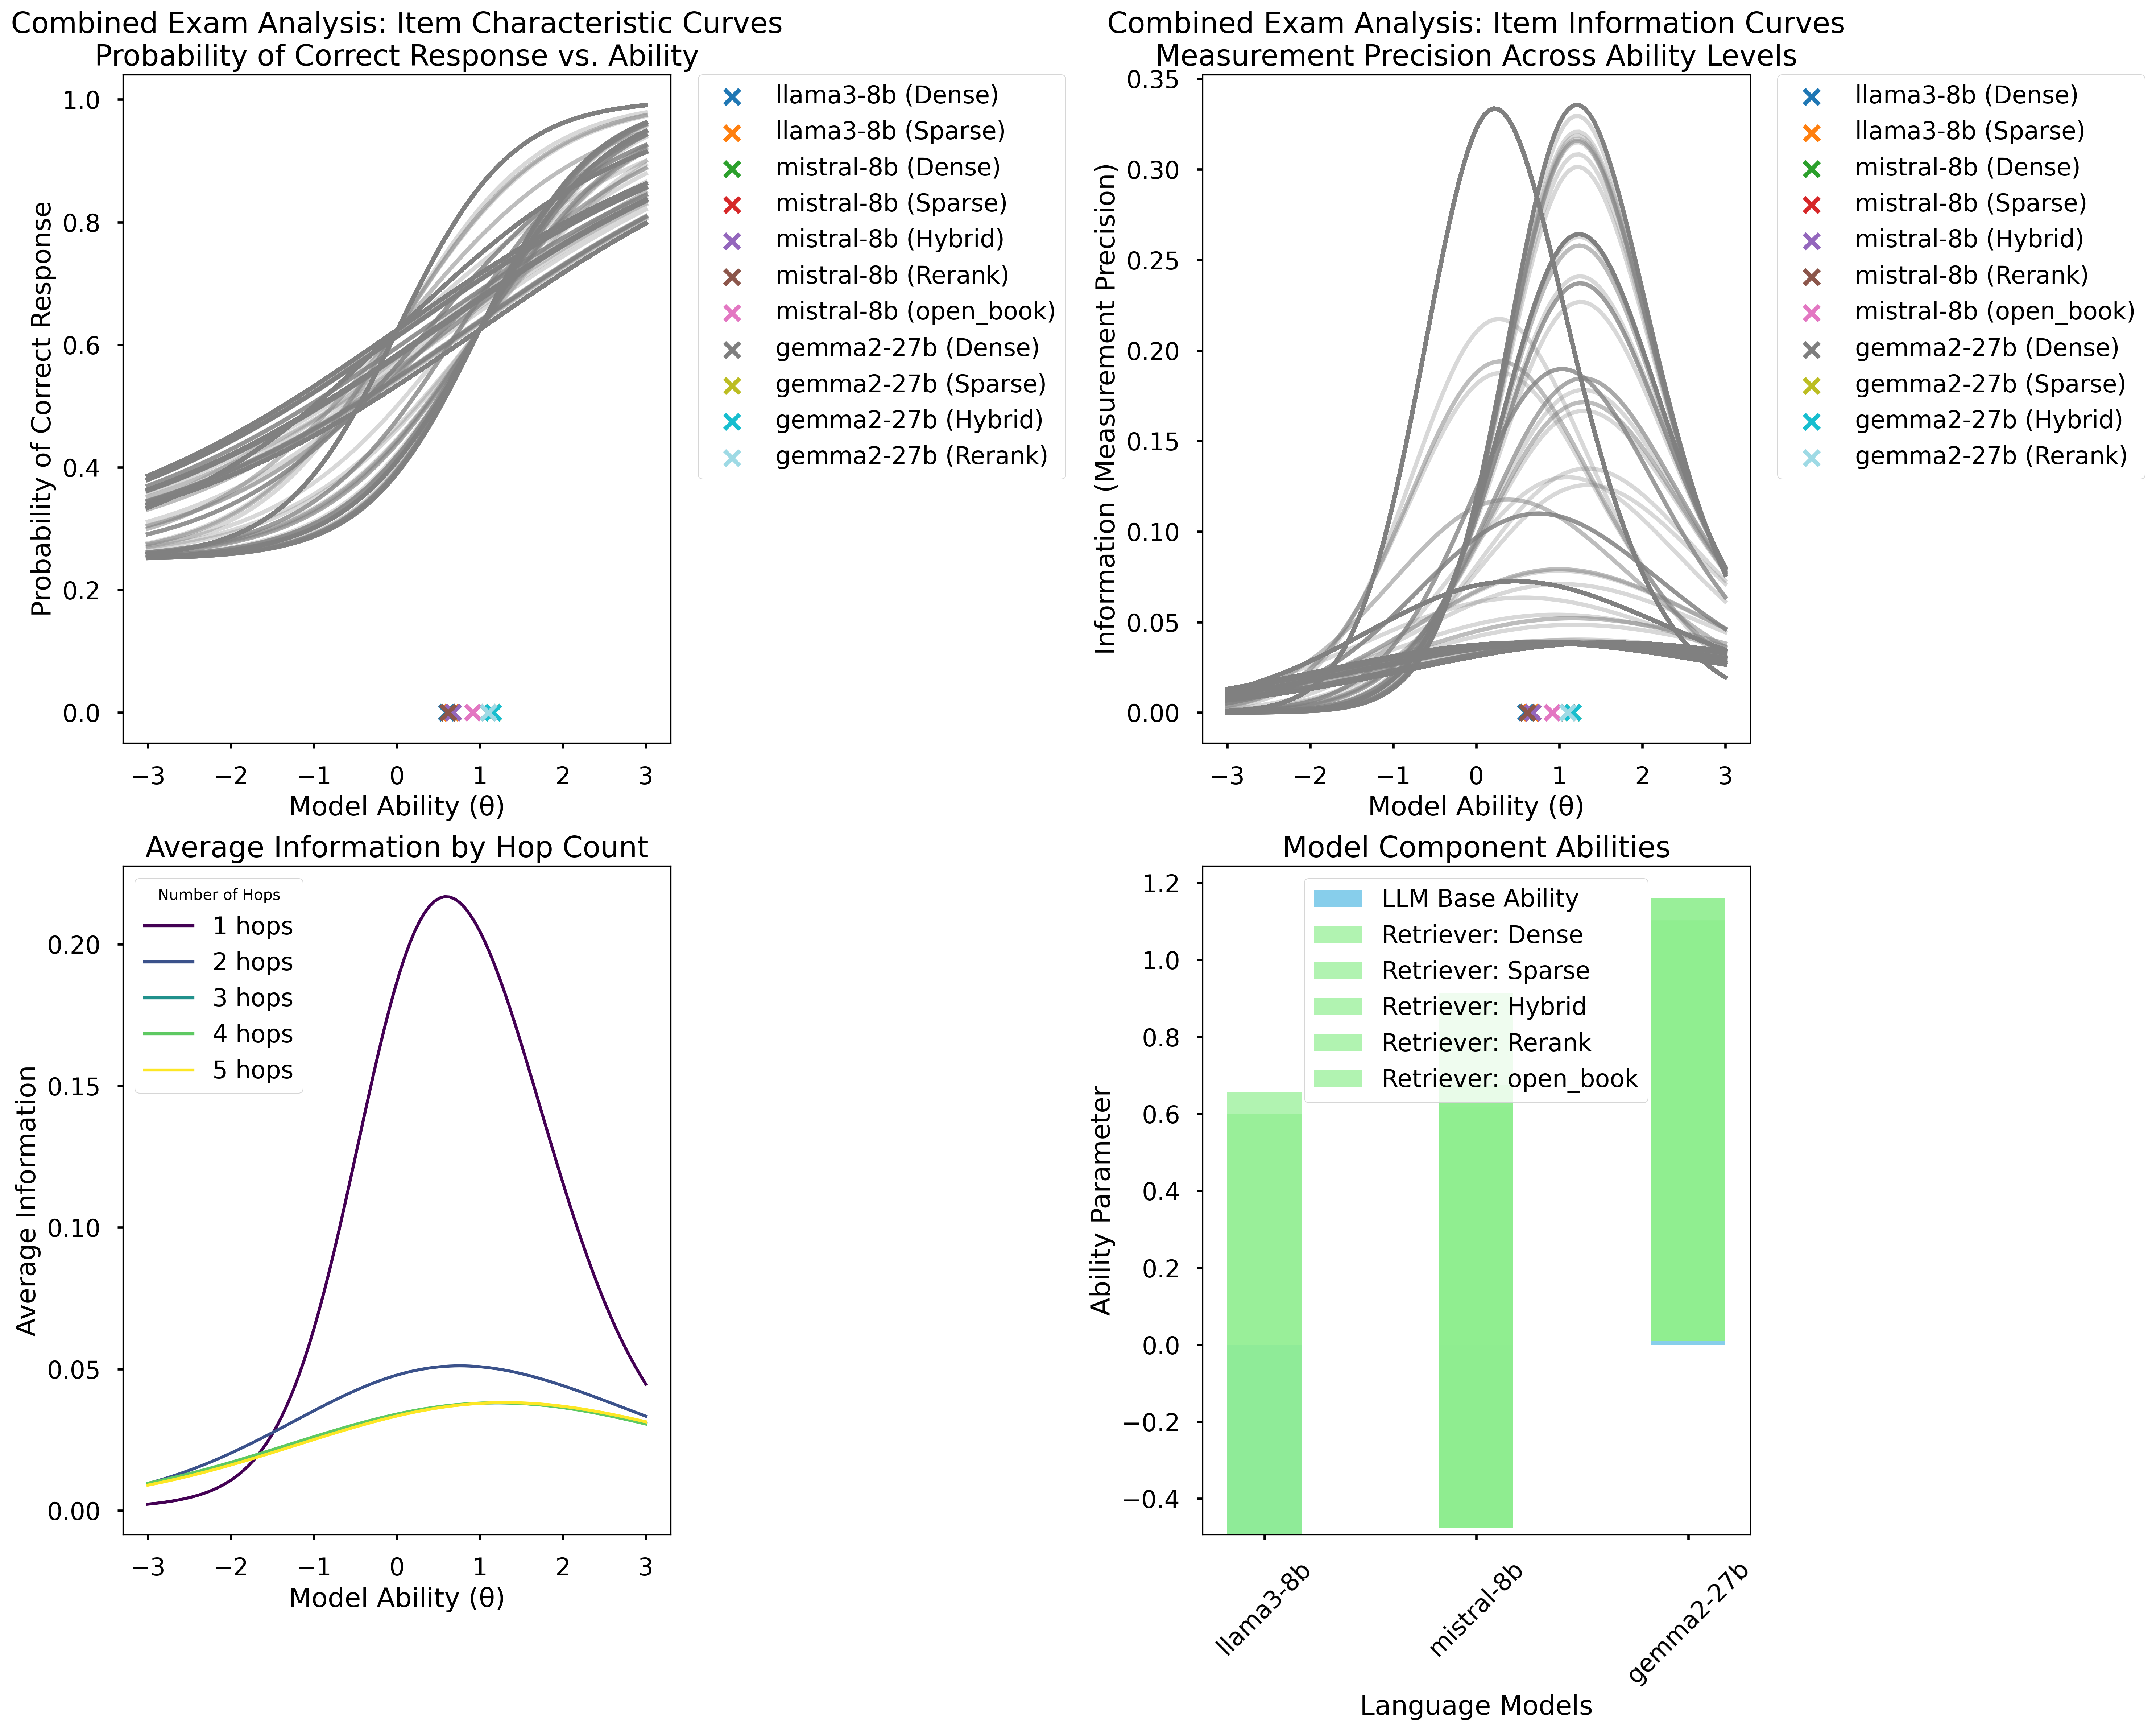 Combined Exam Analysis: Item Characteristic Curves
Probability of Correct Response vs. Ability
Probability of Correct Response
1.0
0.8
0.6
0.4
0.2
0.0
−3 −2 −1 0 1 2 3
Model Ability (θ)
llama3-8b (Dense)
llama3-8b (Sparse)
mistral-8b (Dense)
mistral-8b (Sparse)
mistral-8b (Hybrid)
mistral-8b (Rerank)
mistral-8b (open_book)
gemma2-27b (Dense)
gemma2-27b (Sparse)
gemma2-27b (Hybrid)
gemma2-27b (Rerank)
Combined Exam Analysis: Item Information Curves
Measurement Precision Across Ability Levels
Information (Measurement Precision)
0.35
0.30
0.25
0.20
0.15
0.10
0.05
0.00
−3 −2 −1 0 1 2 3
Model Ability (θ)
llama3-8b (Dense)
llama3-8b (Sparse)
mistral-8b (Dense)
mistral-8b (Sparse)
mistral-8b (Hybrid)
mistral-8b (Rerank)
mistral-8b (open_book)
gemma2-27b (Dense)
gemma2-27b (Sparse)
gemma2-27b (Hybrid)
gemma2-27b (Rerank)
Average Information by Hop Count
Average Information
0.20
0.15
0.10
0.05
0.00
Number of Hops
1 hops
2 hops
3 hops
4 hops
5 hops
−3 −2 −1 0 1 2 3
Model Ability (θ)
Model Component Abilities
Ability Parameter
1.2
1.0
0.8
0.6
0.4
0.2
0.0
−0.2
−0.4
LLM Base Ability
Retriever: Dense
Retriever: Sparse
Retriever: Hybrid
Retriever: Rerank
Retriever: open_book
llama3-8b
mistral-8b
gemma2-27b
Language Models